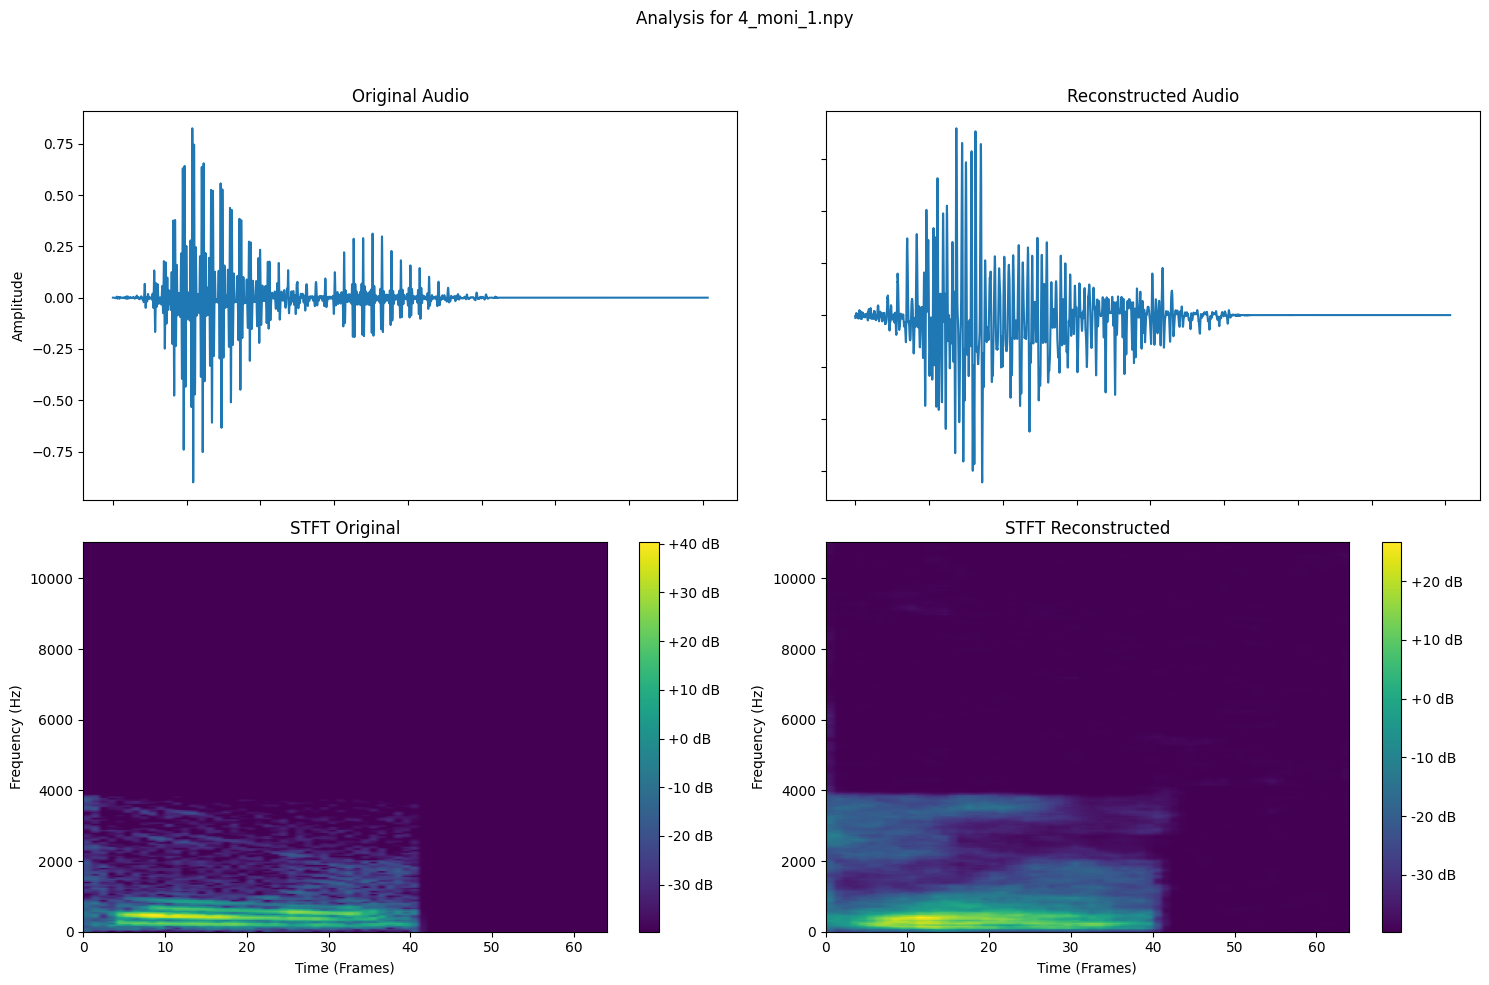 Analysis for 4_moni_1.npy
Original Audio
Reconstructed Audio
0.75
0.50
0.25
0.00
−0.25
−0.50
−0.75
Amplitude
STFT Original
STFT Reconstructed
10000
8000
6000
4000
2000
0
Frequency (Hz)
0 10 20 30 40 50 60
Time (Frames)
+40 dB
+30 dB
+20 dB
+10 dB
+0 dB
-10 dB
-20 dB
-30 dB
10000
8000
6000
4000
2000
0
Frequency (Hz)
0 10 20 30 40 50 60
Time (Frames)
+20 dB
+10 dB
+0 dB
-10 dB
-20 dB
-30 dB